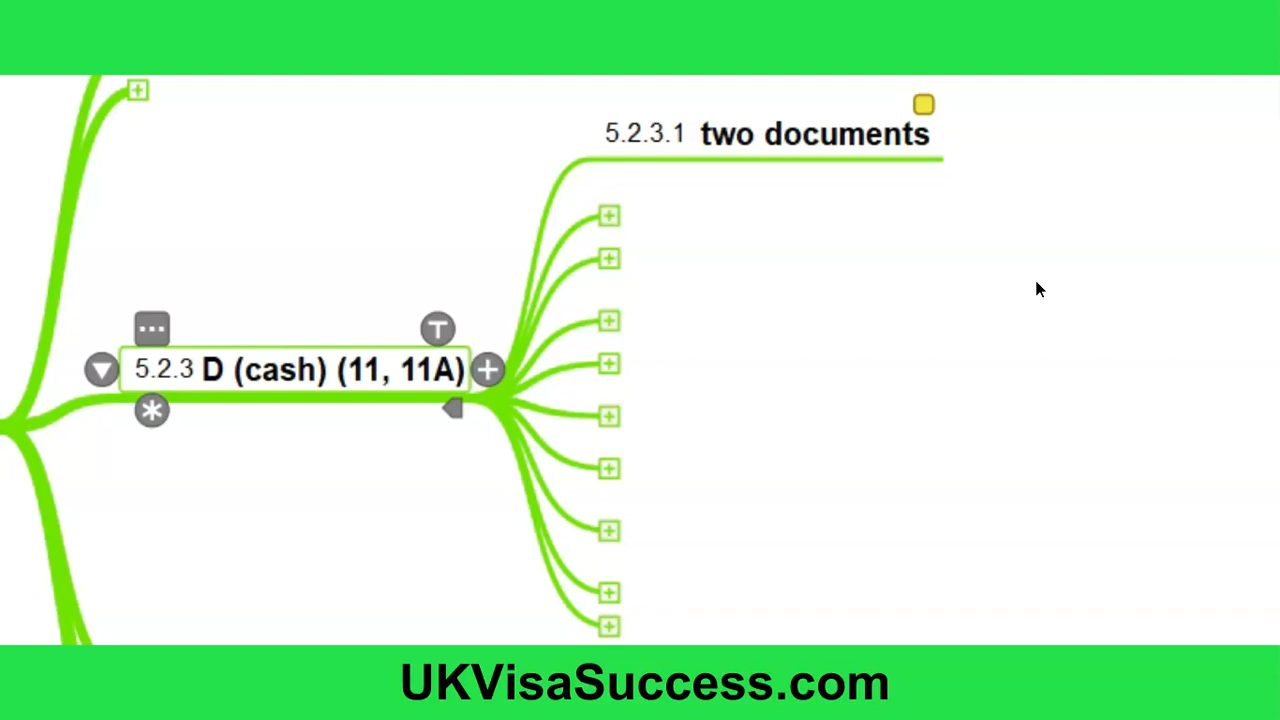 5.2.3.1 two documents
5.2.3 D (cash) (11, 11A)
UKVisaSuccess.com